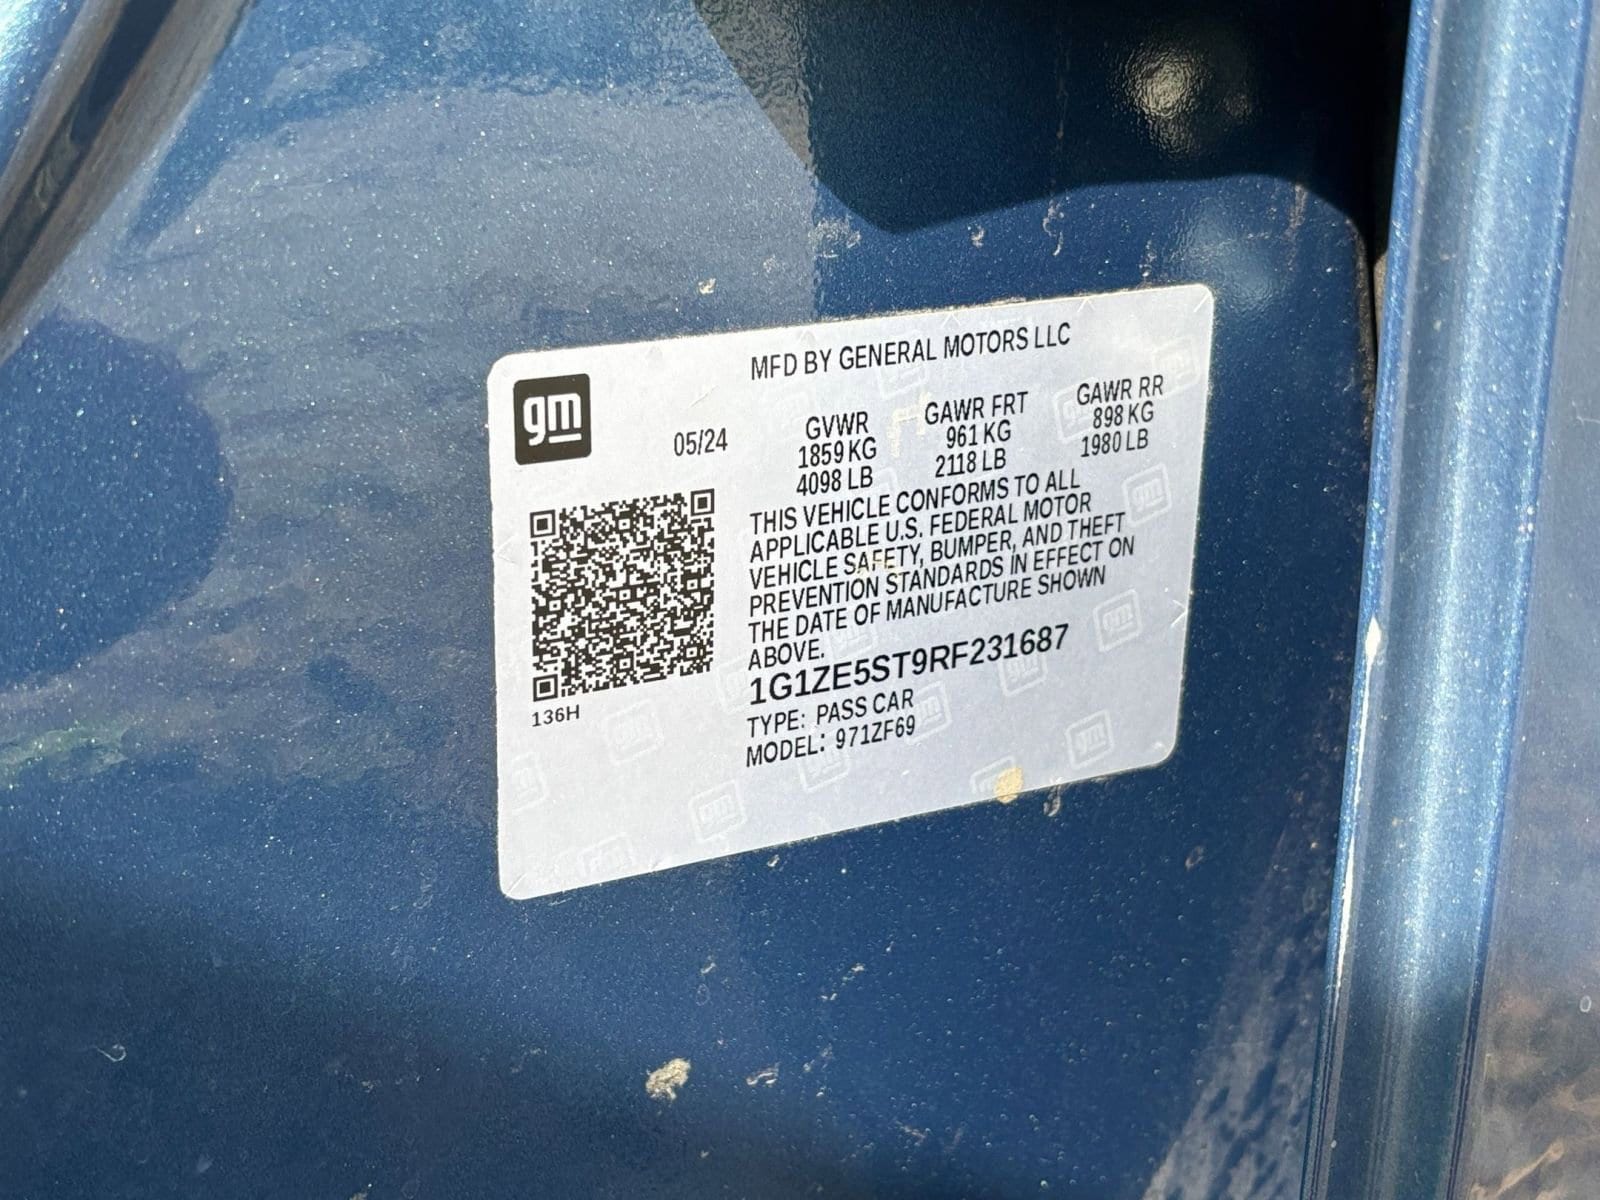 MFD BY GENERAL MOTORS LLC
gm
05/24
GVWR
1859 KG
4098 LB
GAWR FRT
961 KG
2118 LB
GAWR RR
898 KG
1980 LB
THIS VEHICLE CONFORMS TO ALL
APPLICABLE U.S. FEDERAL MOTOR
VEHICLE SAFETY, BUMPER, AND THEFT
PREVENTION STANDARDS IN EFFECT ON
THE DATE OF MANUFACTURE SHOWN
ABOVE.
1G1ZE5ST9RF231687
TYPE: PASS CAR
MODEL: 971ZF69
136H